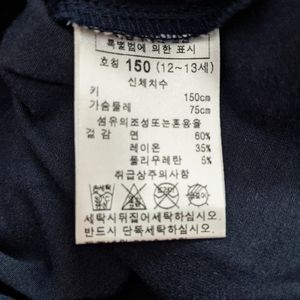 특별법에 의한 표시
호칭 150 (12~13세)
신체치수
키 150cm
가슴둘레 75cm
섬유의조성또는혼용율
겉감 면 60%
레이온 35%
폴리우레탄 5%
취급상주의사항
세탁시뒤집어세탁하십시오.
반드시 단독세탁하십시오.